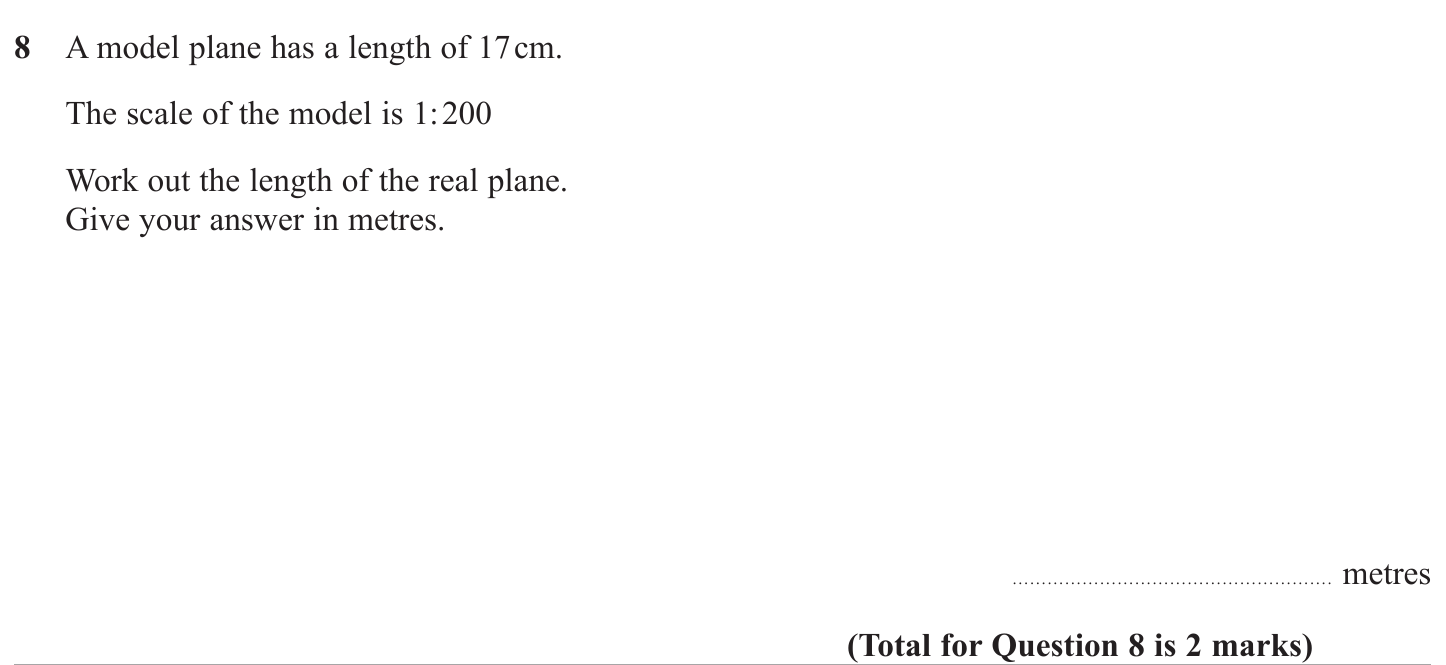 8 A model plane has a length of 17 cm.
The scale of the model is 1:200
Work out the length of the real plane.
Give your answer in metres.
...................................................... metres
(Total for Question 8 is 2 marks)